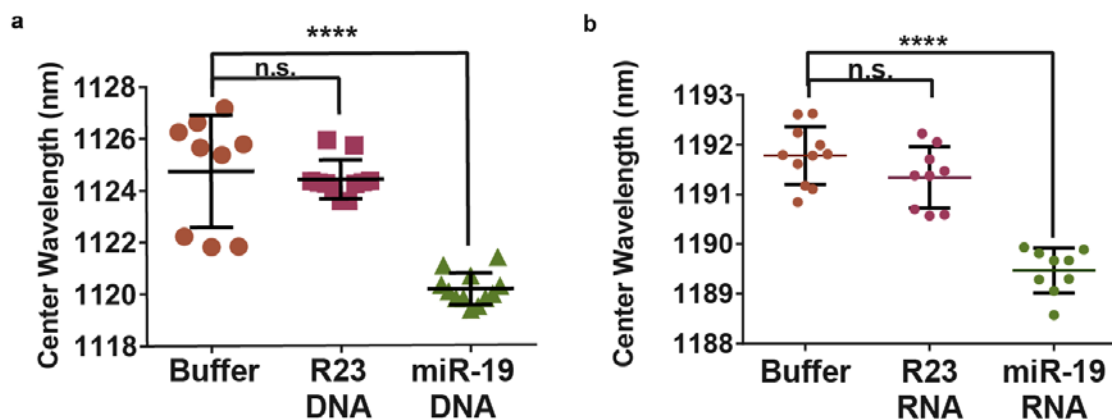 a
****
n.s.
Center Wavelength (nm)
1128
1126
1124
1122
1120
1118
Buffer
R23
DNA
miR-19
DNA
b
****
n.s.
Center Wavelength (nm)
1193
1192
1191
1190
1189
1188
Buffer
R23
RNA
miR-19
RNA